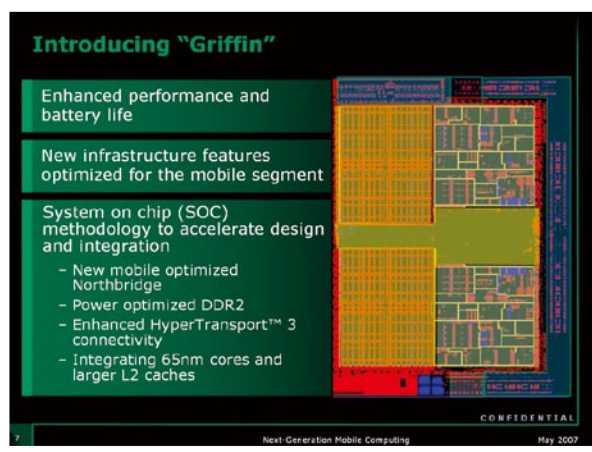 Introducing “Griffin”
Enhanced performance and
battery life
New infrastructure features
optimized for the mobile segment
System on chip (SOC)
methodology to accelerate design
and integration
– New mobile optimized
Northbridge
– Power optimized DDR2
– Enhanced HyperTransport™ 3
connectivity
– Integrating 65nm cores and
larger L2 caches
CONFIDENTIAL
7
Next-Generation Mobile Computing
May 2007